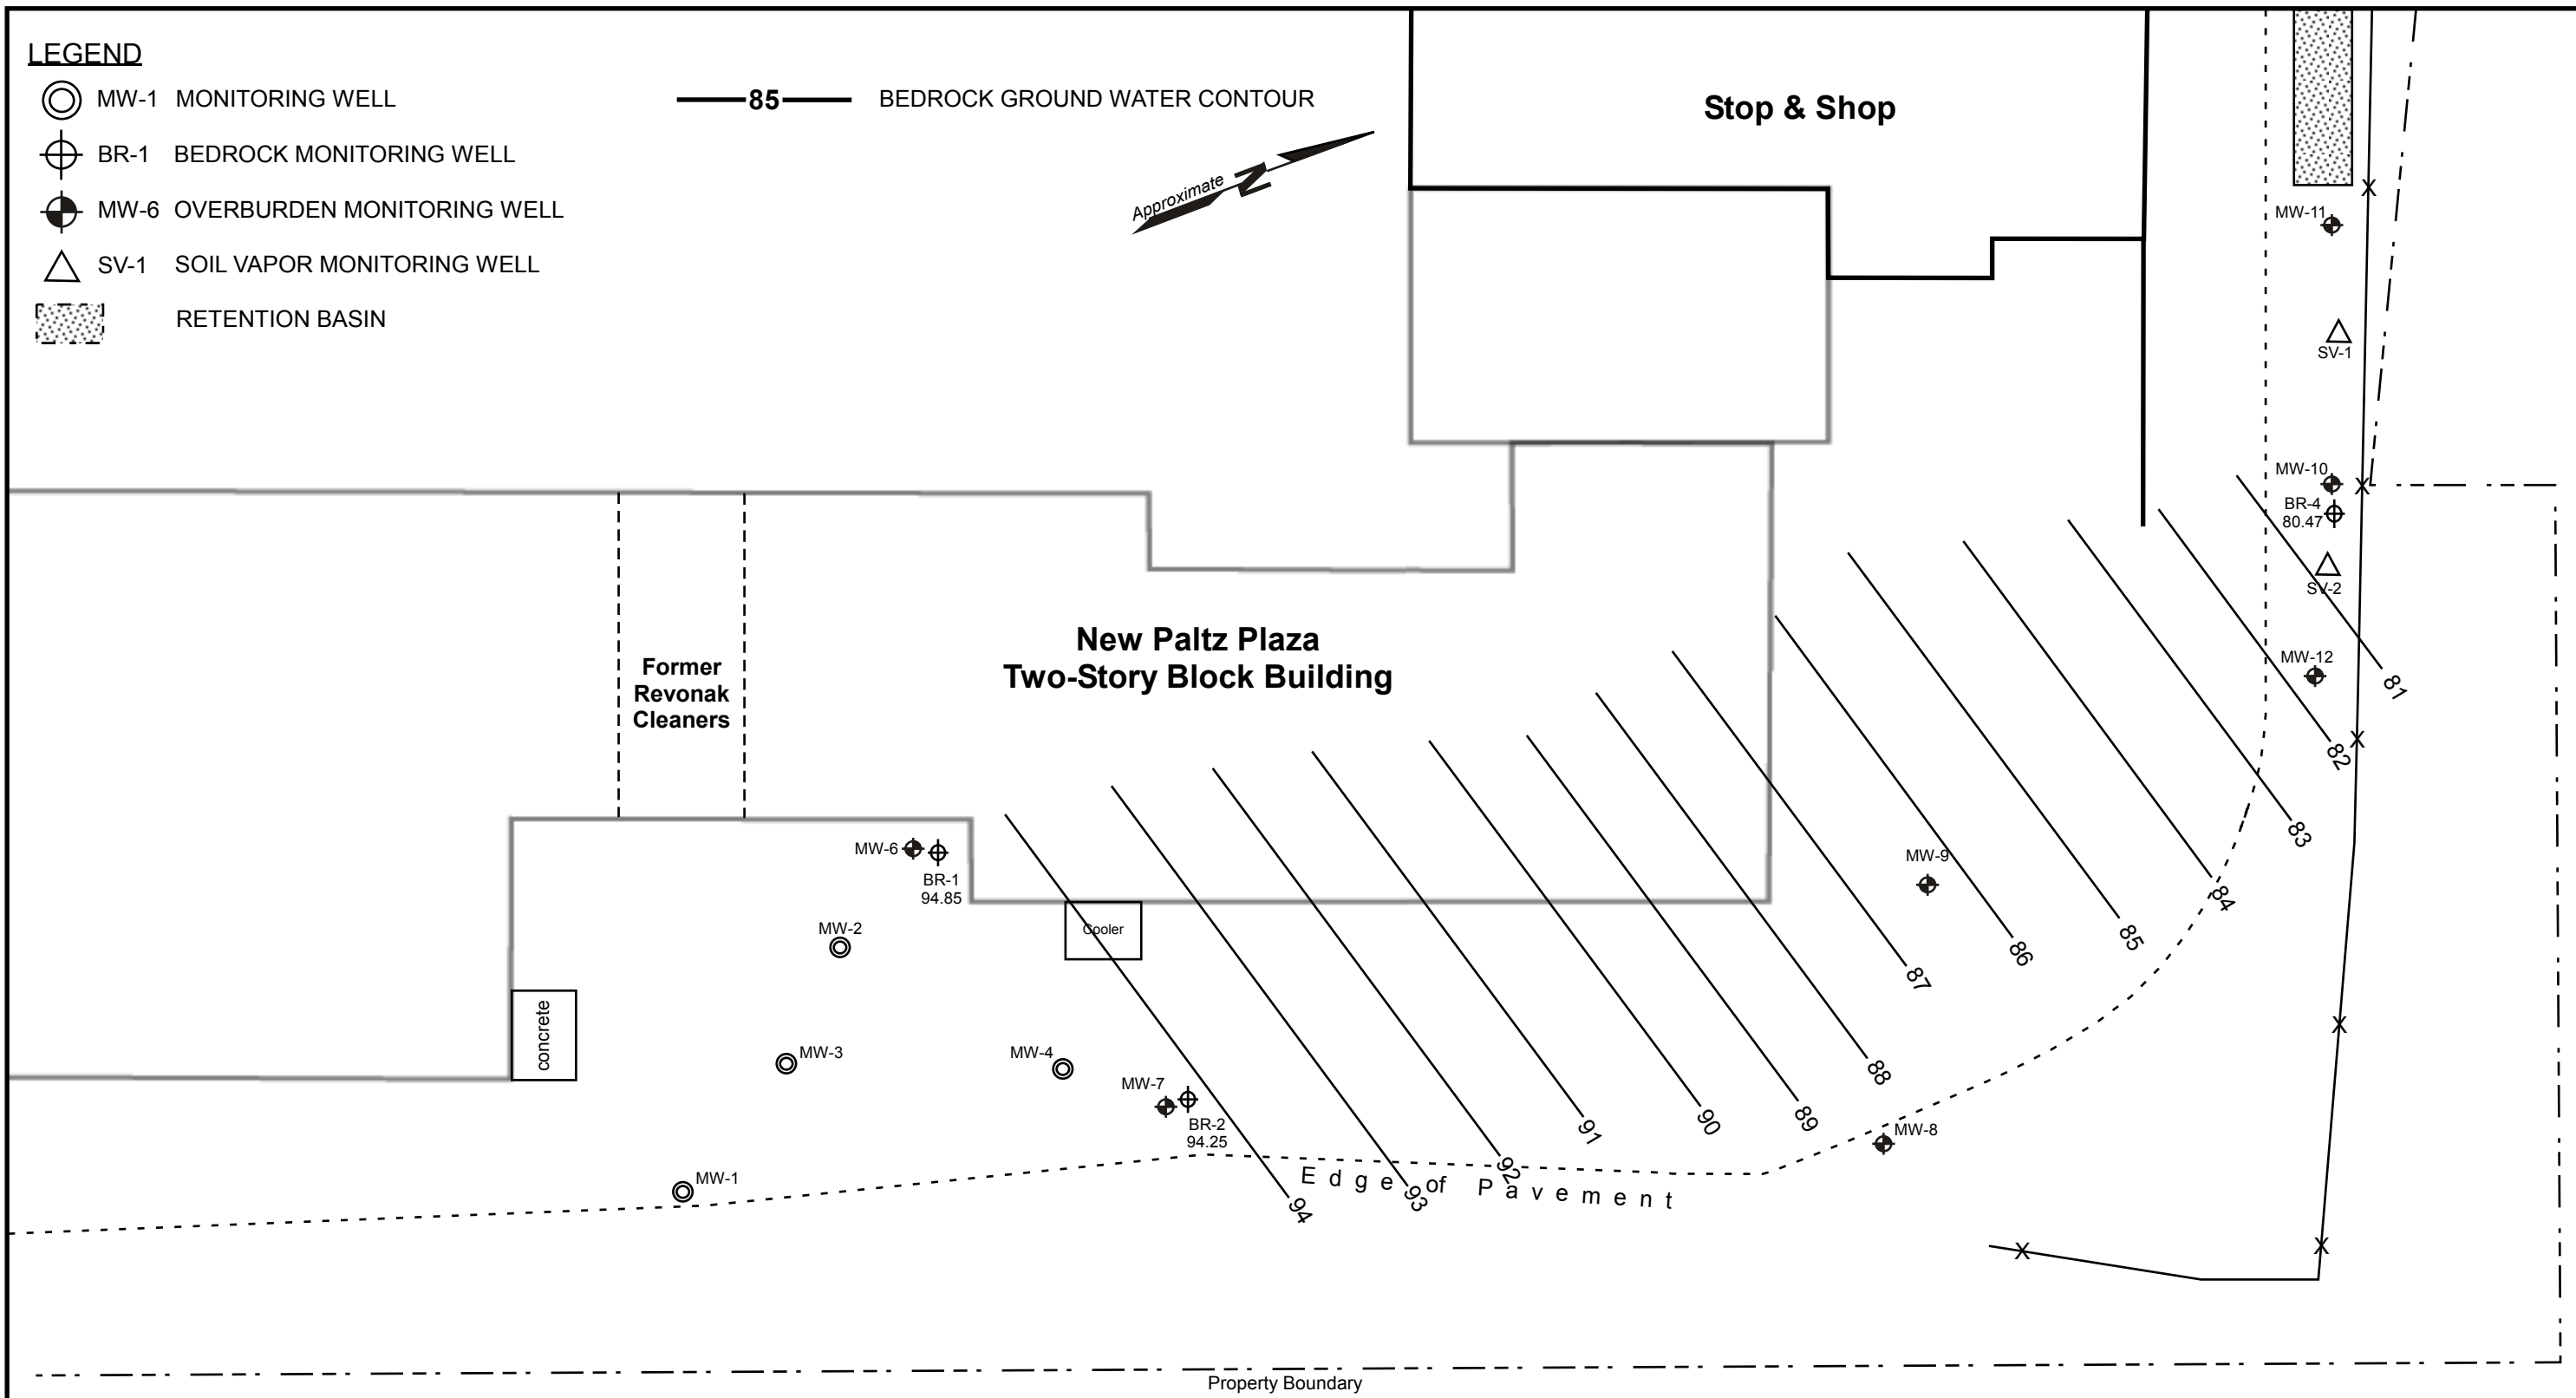 LEGEND
MW-1 MONITORING WELL
85 BEDROCK GROUND WATER CONTOUR
BR-1 BEDROCK MONITORING WELL
MW-6 OVERBURDEN MONITORING WELL
SV-1 SOIL VAPOR MONITORING WELL
RETENTION BASIN
Approximate N
Stop & Shop
MW-11
SV-1
MW-10
BR-4
80.47
SV-2
MW-12
New Paltz Plaza
Two-Story Block Building
Former
Revonak
Cleaners
81
82
83
84
85
86
87
88
89
90
91
92
93
94
MW-6
BR-1
94.85
MW-9
MW-2
Cooler
concrete
MW-3
MW-4
MW-7
BR-2
94.25
MW-8
MW-1
Edge of Pavement
X
X
X
X
X
X
Property Boundary